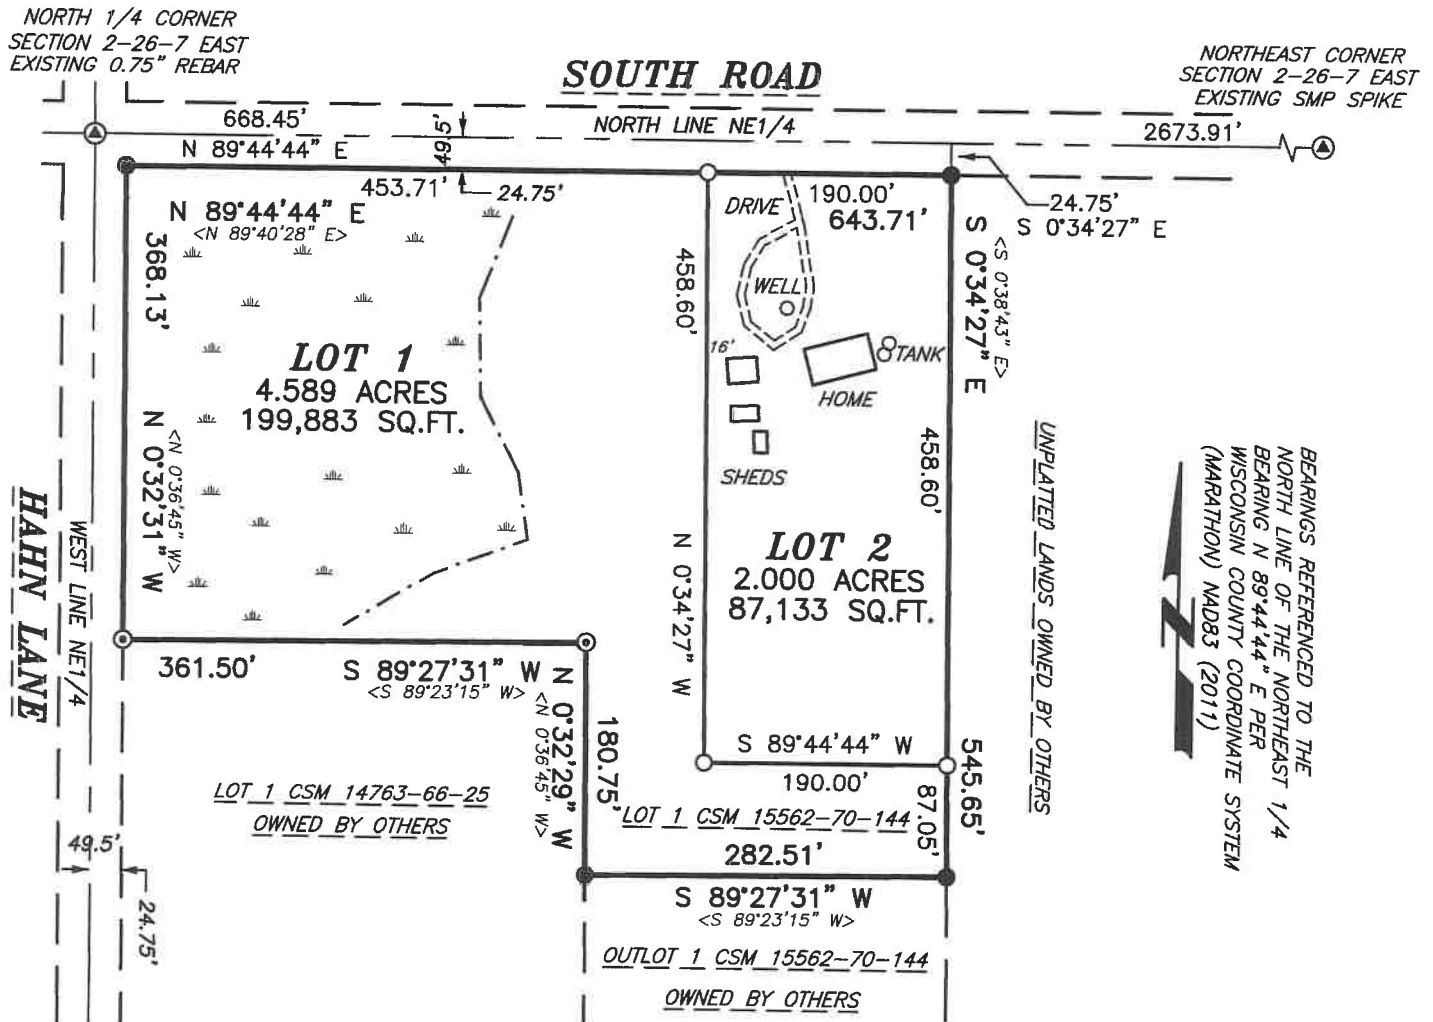 NORTH 1/4 CORNER
SECTION 2-26-7 EAST
EXISTING 0.75" REBAR
SOUTH ROAD
NORTHEAST CORNER
SECTION 2-26-7 EAST
EXISTING SMP SPIKE
668.45'
N 89°44'44" E
49.5'
NORTH LINE NE1/4
2673.91'
453.71'
24.75'
N 89°44'44" E
<N 89°40'28" E>
DRIVE
190.00'
643.71'
24.75'
S 0°34'27" E
368.13'
N 0°32'31" W
<N 0°36'45" W>
LOT 1
4.589 ACRES
199,883 SQ.FT.
458.60'
N 0°34'27" W
WELL
16'
TANK
HOME
SHEDS
S 0°34'27" E
<S 0°38'43" E>
458.60'
LOT 2
2.000 ACRES
87,133 SQ.FT.
UNPLATTED LANDS OWNED BY OTHERS
BEARINGS REFERENCED TO THE
NORTH LINE OF THE NORTHEAST 1/4
BEARING N 89°44'44" E PER
WISCONSIN COUNTY COORDINATE SYSTEM
(MARATHON) NAD83 (2011)
N
HAHN LANE
WEST LINE NE1/4
361.50'
S 89°27'31" W
<S 89°23'15" W>
N 0°32'29" W
<N 0°36'45" W>
180.75'
S 89°44'44" W
190.00'
545.65'
87.05'
LOT 1 CSM 14763-66-25
OWNED BY OTHERS
LOT 1 CSM 15562-70-144
282.51'
S 89°27'31" W
<S 89°23'15" W>
49.5'
24.75'
OUTLOT 1 CSM 15562-70-144
OWNED BY OTHERS